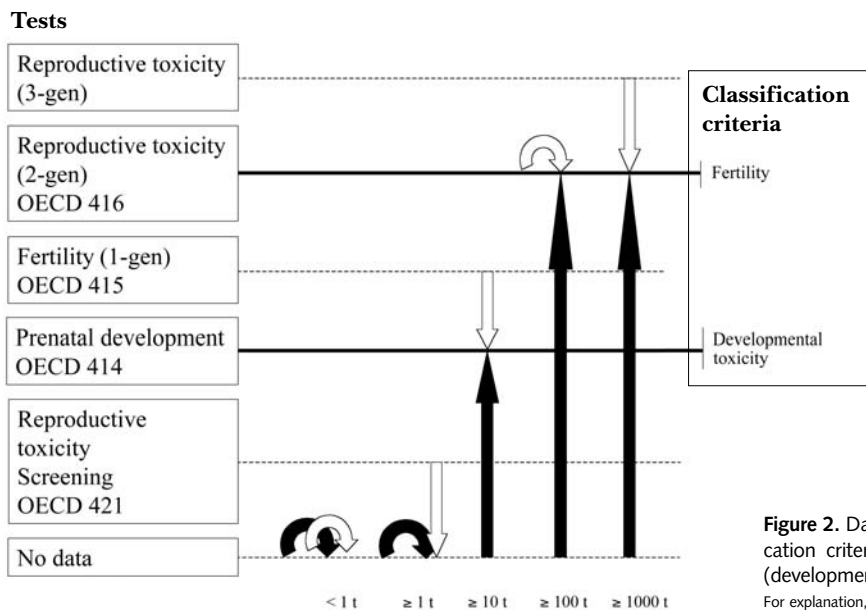 Tests
Reproductive toxicity
(3-gen)
Reproductive toxicity
(2-gen)
OECD 416
Fertility (1-gen)
OECD 415
Prenatal development
OECD 414
Reproductive
toxicity
Screening
OECD 421
No data
< 1 t
≥ 1 t
≥ 10 t
≥ 100 t
≥ 1000 t
Classification
criteria
Fertility
Developmental
toxicity
Figure 2. Da
cation criter
(developmen
For explanation,